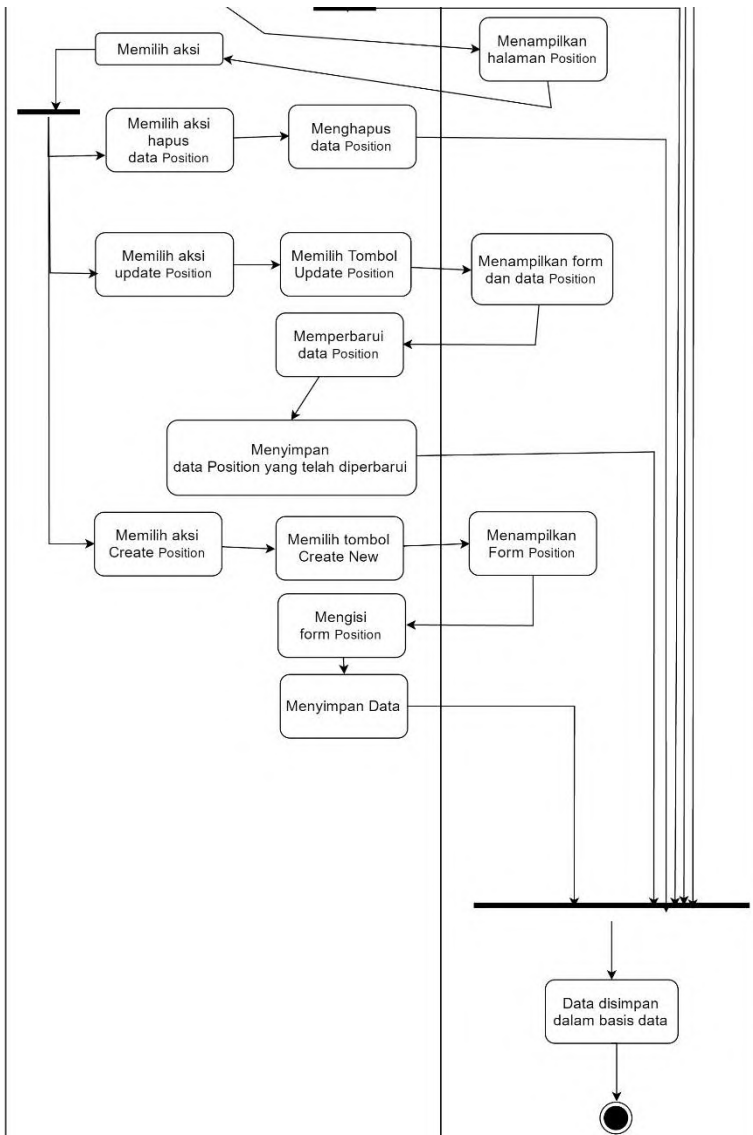 Memilih aksi
Menampilkan
halaman Position
Memilih aksi
hapus
data Position
Menghapus
data Position
Memilih aksi
update Position
Memilih Tombol
Update Position
Menampilkan form
dan data Position
Memperbarui
data Position
Menyimpan
data Position yang telah diperbarui
Memilih aksi
Create Position
Memilih tombol
Create New
Menampilkan
Form Position
Mengisi
form Position
Menyimpan Data
Data disimpan
dalam basis data